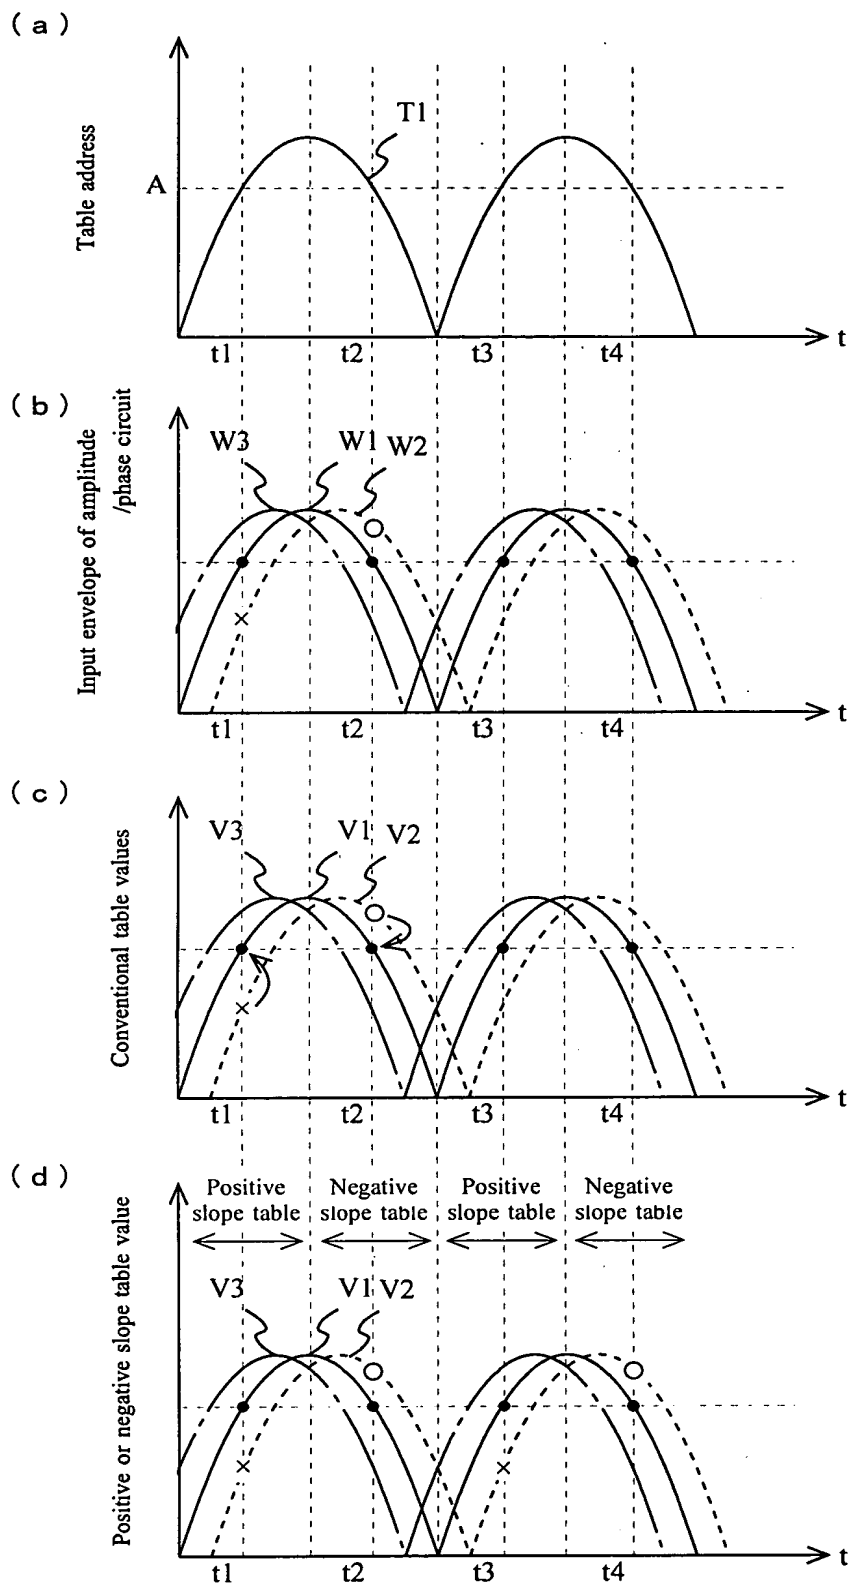 (a)
Table address
T1
A
t
t1 t2 t3 t4
(b)
Input envelope of amplitude
/phase circuit
W3 W1 W2
t
t1 t2 t3 t4
(c)
Conventional table values
V3 V1 V2
t
t1 t2 t3 t4
(d)
Positive or negative slope table value
Positive Negative Positive Negative
slope table slope table slope table slope table
V3 V1 V2
t
t1 t2 t3 t4